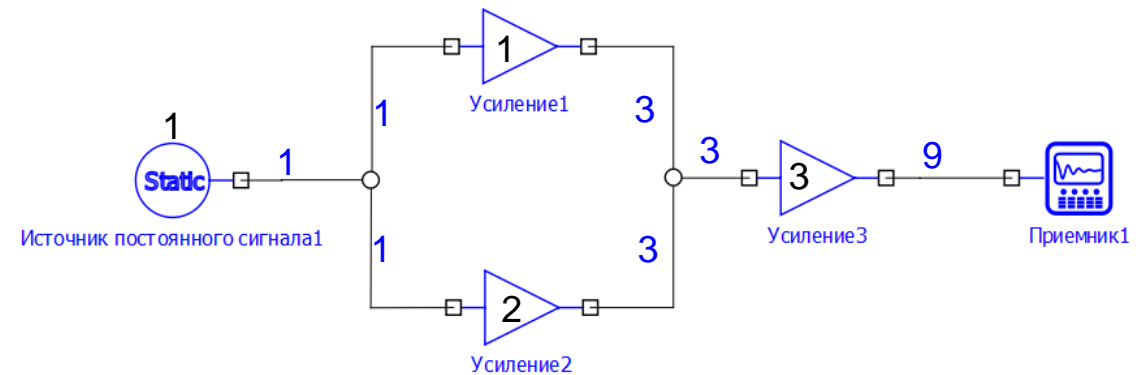 1
Усиление1
1
3
1
Static
1
3
3
9
Источник постоянного сигнала1
Усиление3
Приемник1
1
3
2
Усиление2